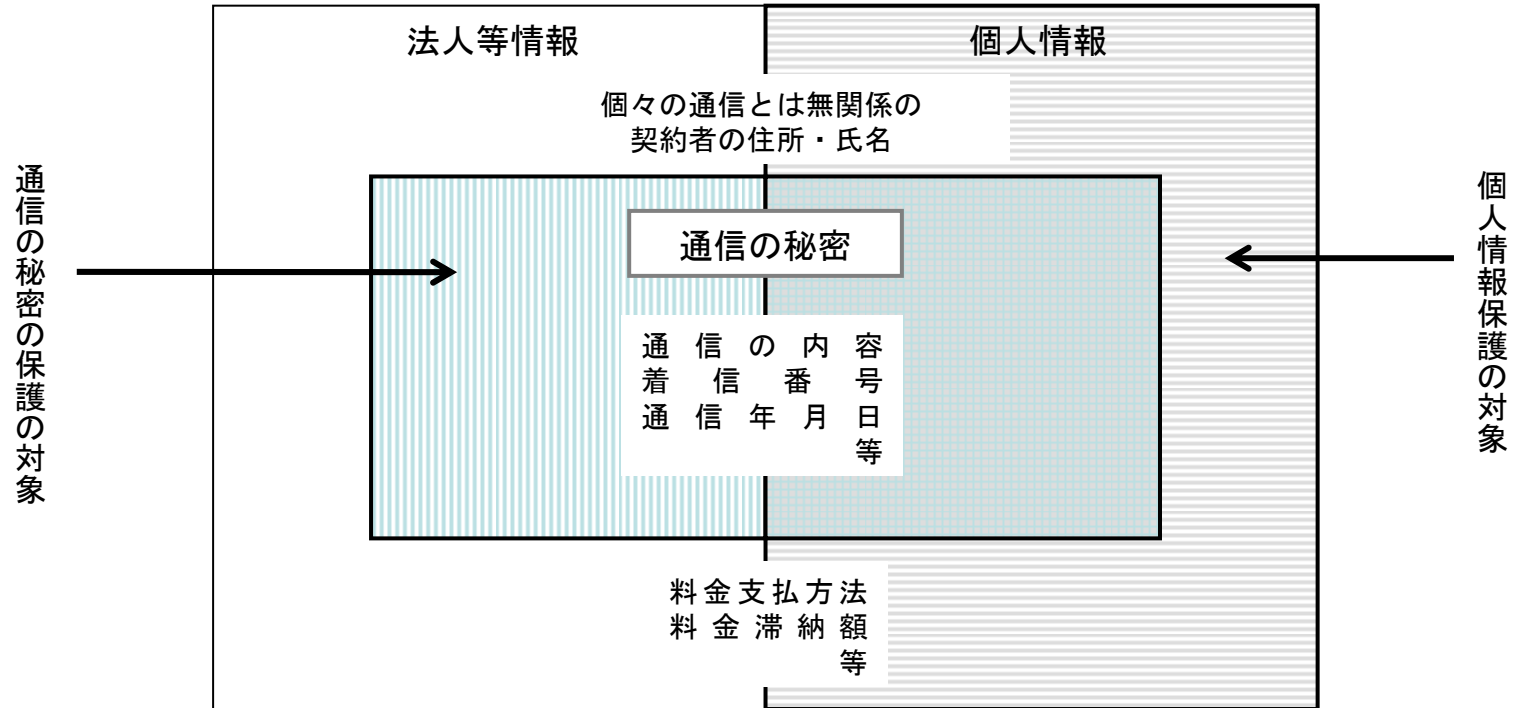 法人等情報
個人情報
個々の通信とは無関係の
契約者の住所・氏名
通信の秘密の保護の対象
通信の秘密
通信の内容
着信番号
通信年月日
等
個人情報保護の対象
料金支払方法
料金滞納額
等